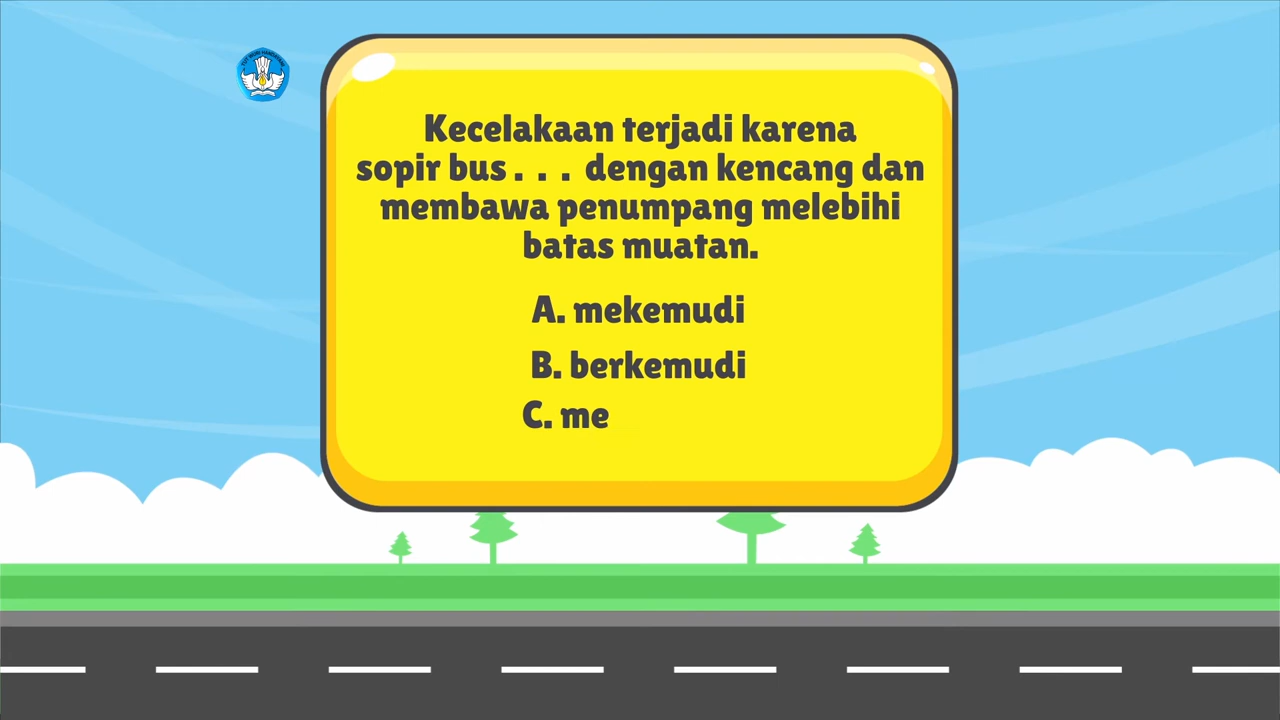 Kecelakaan terjadi karena
sopir bus . . . dengan kencang dan
membawa penumpang melebihi
batas muatan.
A. mekemudi
B. berkemudi
C. me